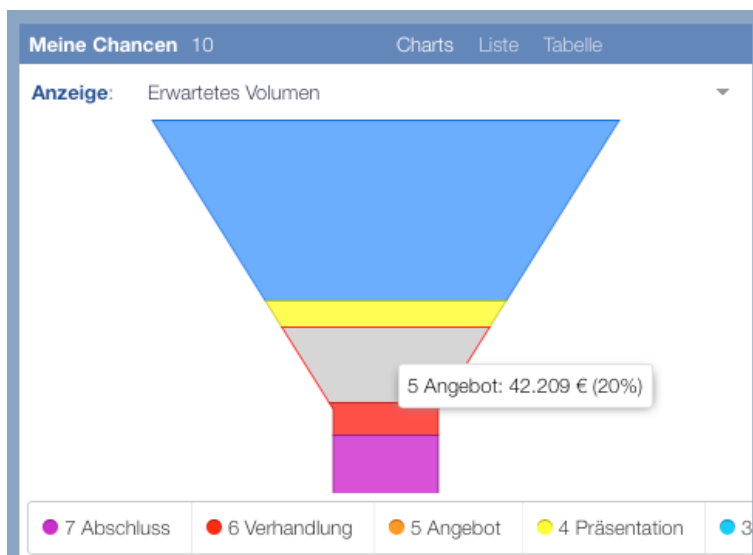 Meine Chancen 10 Charts Liste Tabelle
Anzeige: Erwartetes Volumen
5 Angebot: 42.209 € (20%)
7 Abschluss 6 Verhandlung 5 Angebot 4 Präsentation 3